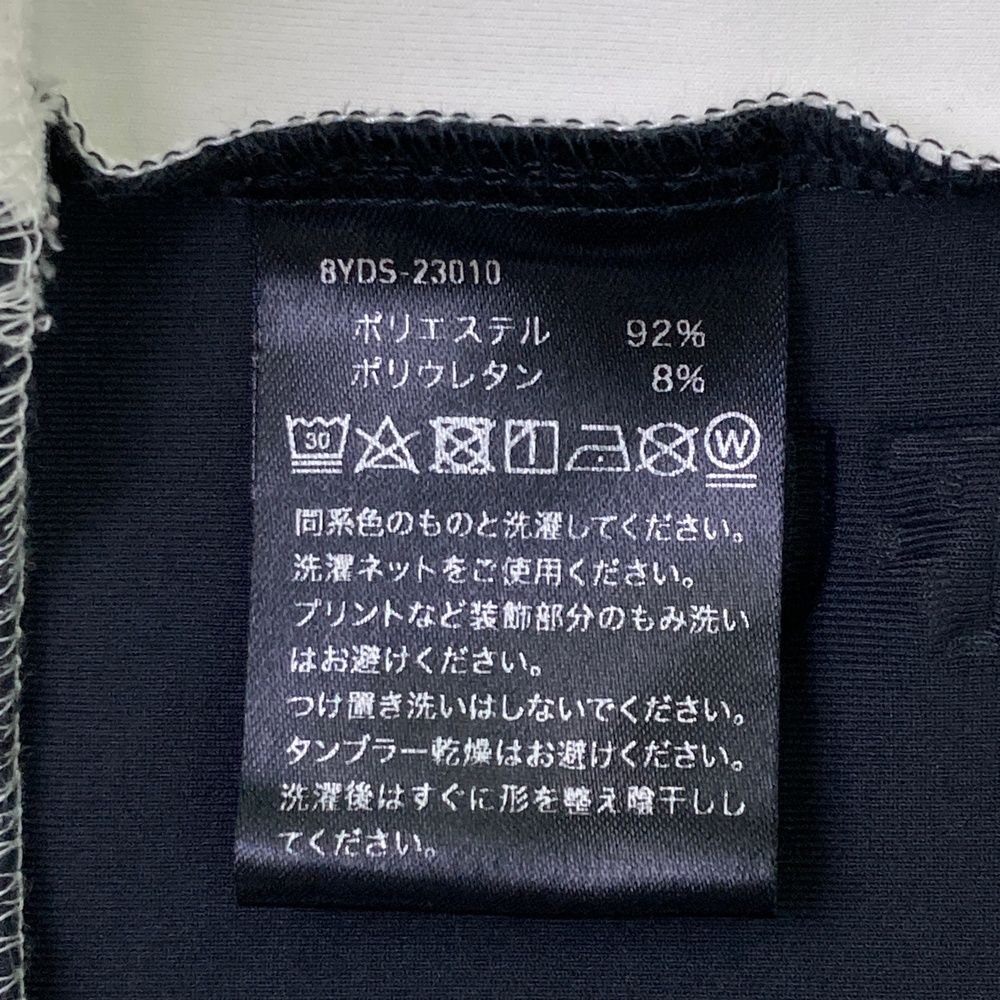 8YDS-23010
ポリエステル 92%
ポリウレタン 8%
30 W
同系色のものと洗濯してください。
洗濯ネットをご使用ください。
プリントなど装飾部分のもみ洗い
はお避けください。
つけ置き洗いはしないでください。
タンブラー乾燥はお避けください。
洗濯後はすぐに形を整え陰干しし
てください。